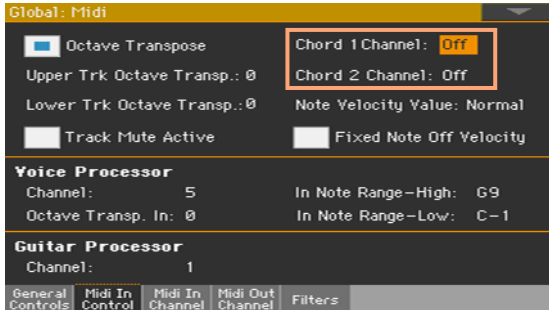 Global: Midi
Octave Transpose
Chord 1 Channel: Off
Upper Trk Octave Transp.: 0
Chord 2 Channel: Off
Lower Trk Octave Transp.: 0
Note Velocity Value: Normal
Track Mute Active
Fixed Note Off Velocity
Voice Processor
Channel: 5
In Note Range-High: G9
Octave Transp. In: 0
In Note Range-Low: C-1
Guitar Processor
Channel: 1
General Controls
Midi In Control
Midi In Channel
Midi Out Channel
Filters